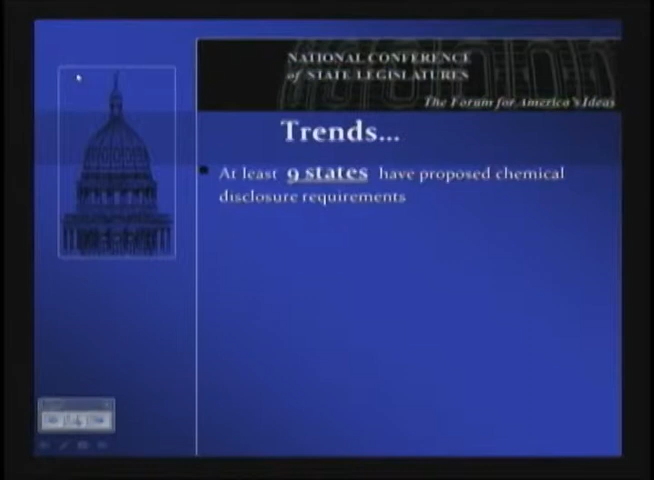 NATIONAL CONFERENCE
of STATE LEGISLATURES
The Forum for America's Ideas
Trends...
At least 9 states have proposed chemical
disclosure requirements